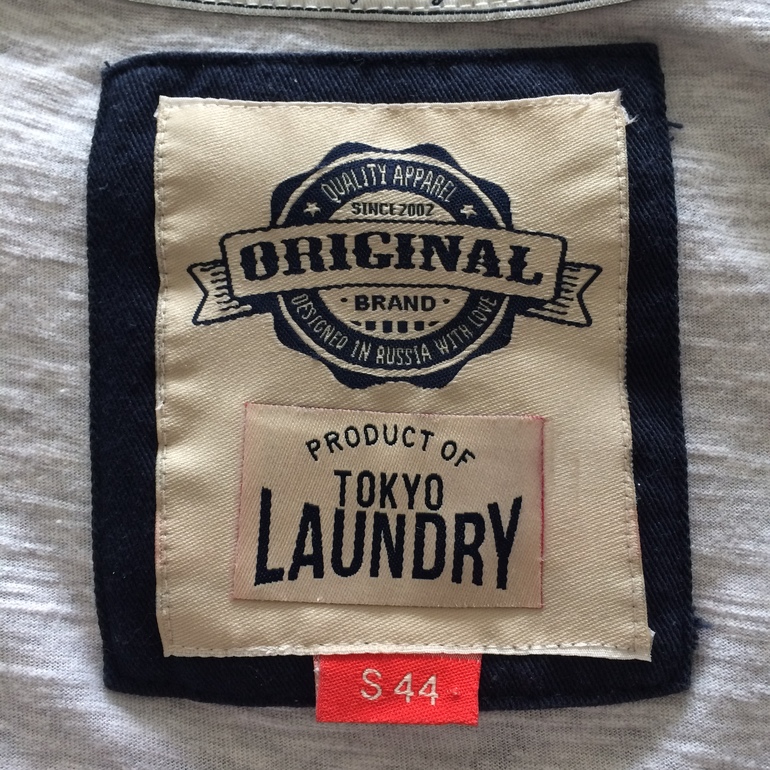 QUALITY APPAREL
SINCE 2002
ORIGINAL
BRAND
DESIGNED IN RUSSIA WITH LOVE
PRODUCT OF
TOKYO
LAUNDRY
S 44